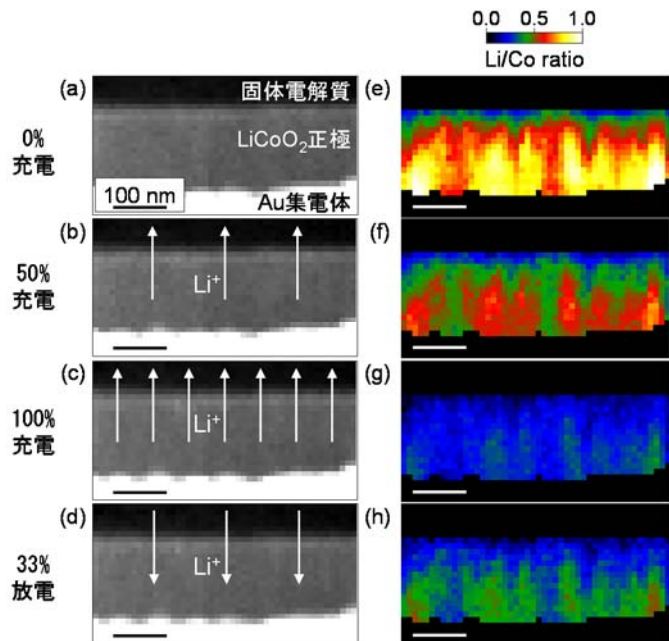 0.0 0.5 1.0
Li/Co ratio
(a)
固体電解質
(e)
0%
充電
LiCoO₂正極
100 nm
Au集電体
(b)
(f)
50%
充電
Li⁺
(c)
(g)
100%
充電
Li⁺
(d)
(h)
33%
放電
Li⁺